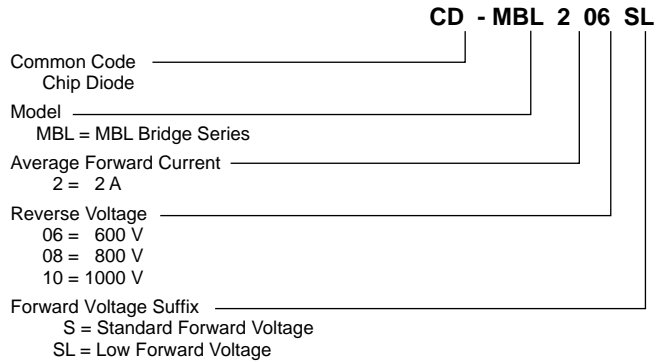 CD - MBL 2 06 SL
Common Code
Chip Diode
Model
MBL = MBL Bridge Series
Average Forward Current
2 = 2 A
Reverse Voltage
06 = 600 V
08 = 800 V
10 = 1000 V
Forward Voltage Suffix
S = Standard Forward Voltage
SL = Low Forward Voltage